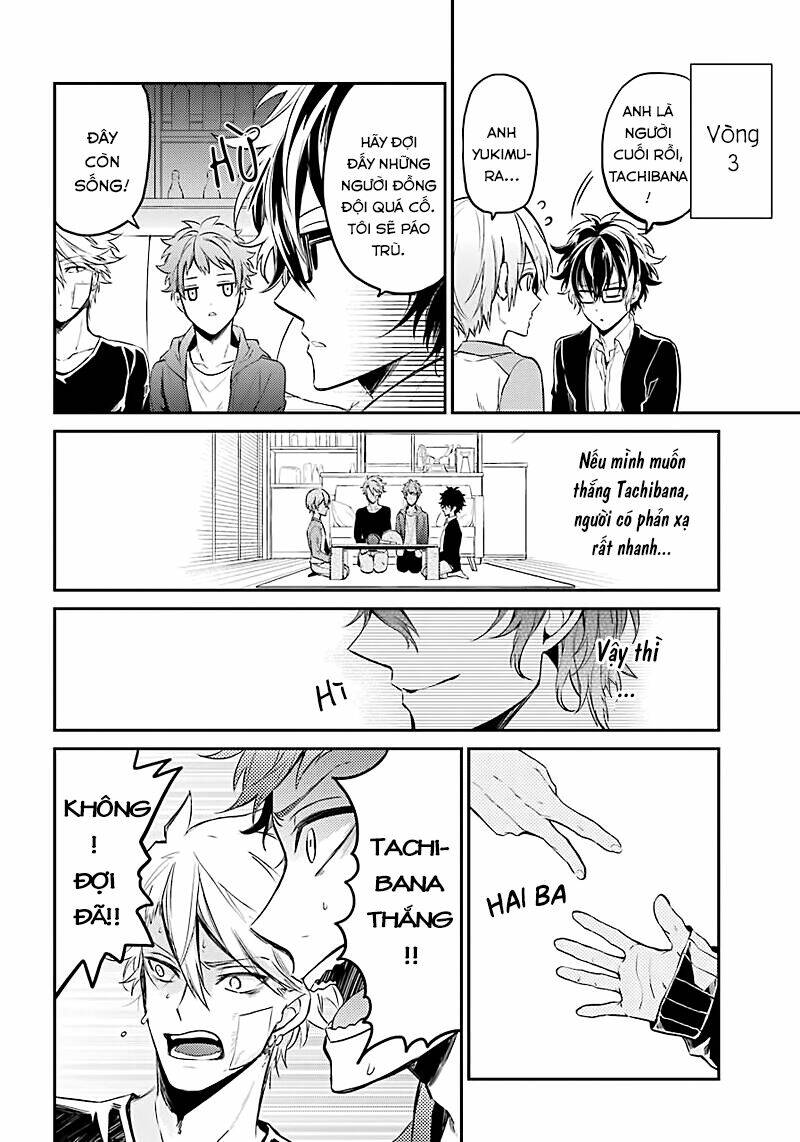 Vòng
3
ANH LÀ
NGƯỜI
CUỐI RỒI,
TACHIBANA
!
ANH
YUKIMU-
RA...
HÃY ĐỢI
ĐẤY NHỮNG
NGƯỜI ĐỒNG
ĐỘI QUÁ CỐ.
TÔI SẼ PÁO
TRÙ.
HỪ
ĐÂY
CÒN
SỐNG!
Nếu mình muốn
thắng Tachibana,
người có phản xạ
rất nhanh...
Vậy thì
...
Hì
HAI BA
TACHI-
BANA
THẮNG
!!
KHÔNG
!
ĐỢI
ĐÃ!!